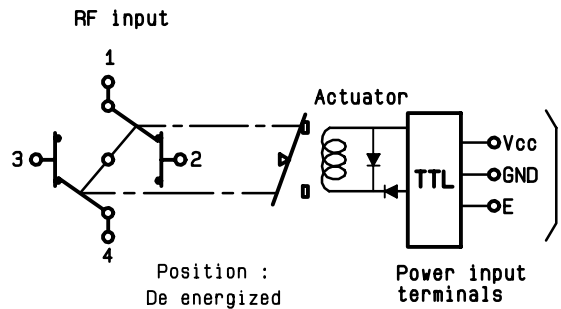 RF input
1
Actuator
3
2
Vcc
TTL
GND
E
4
Position :
De energized
Power input
terminals